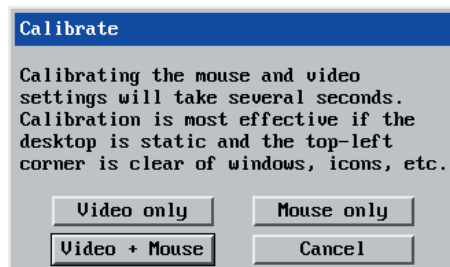 Calibrate
Calibrating the mouse and video
settings will take several seconds.
Calibration is most effective if the
desktop is static and the top-left
corner is clear of windows, icons, etc.
Video only
Mouse only
Video + Mouse
Cancel